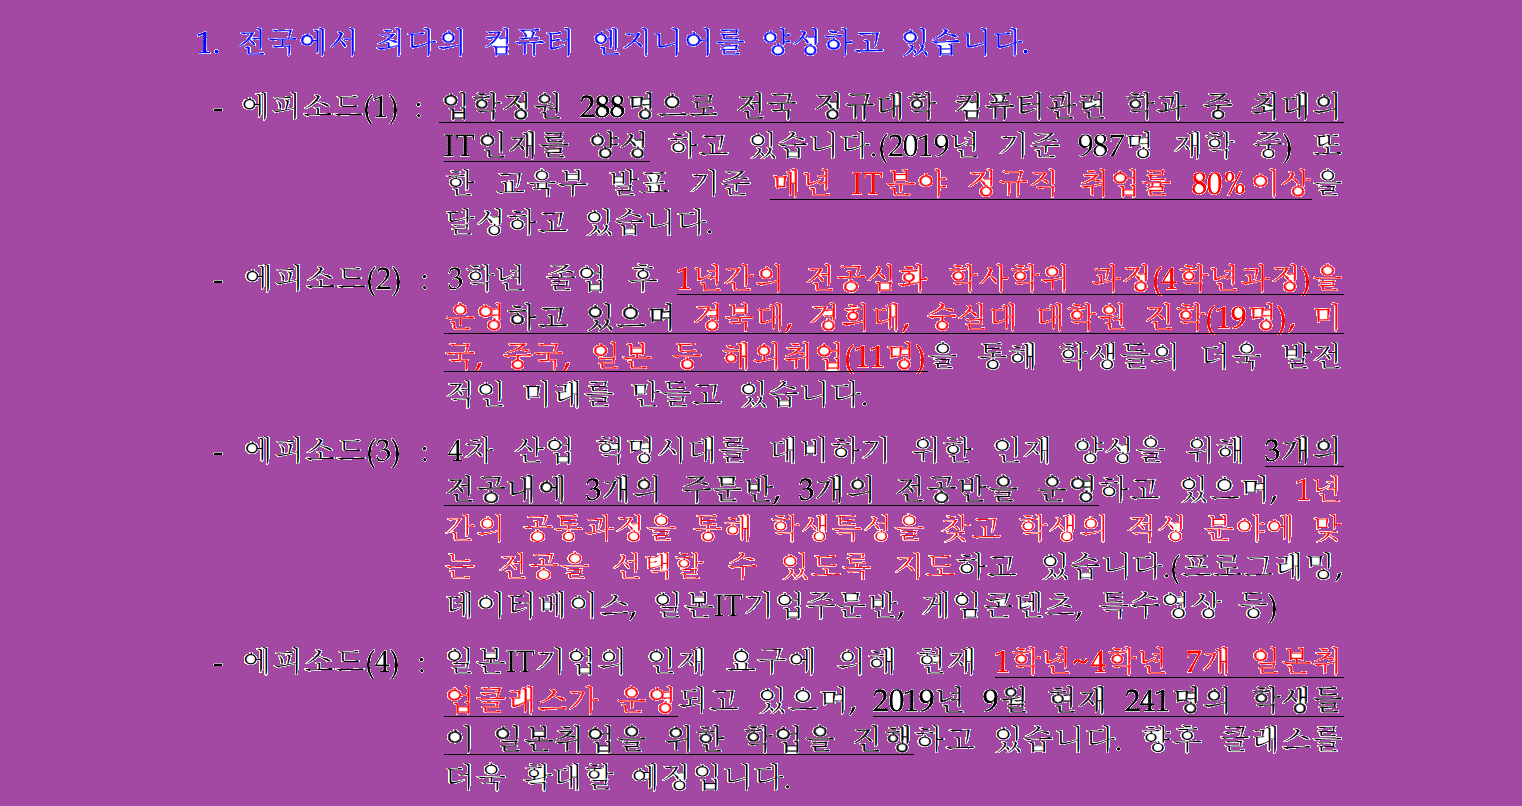 1. 전국에서 최다의 컴퓨터 엔지니어를 양성하고 있습니다.
- 에피소드(1) : 입학정원 288명으로 전국 정규대학 컴퓨터관련 학과 중 최대의
IT인재를 양성 하고 있습니다.(2019년 기준 987명 재학 중) 또
한 교육부 발표 기준 매년 IT분야 정규직 취업률 80%이상을
달성하고 있습니다.
- 에피소드(2) : 3학년 졸업 후 1년간의 전공심화 학사학위 과정(4학년과정)을
운영하고 있으며 경북대, 경희대, 숭실대 대학원 진학(19명), 미
국, 중국, 일본 등 해외취업(11명)을 통해 학생들의 더욱 발전
적인 미래를 만들고 있습니다.
- 에피소드(3) : 4차 산업 혁명시대를 대비하기 위한 인재 양성을 위해 3개의
전공내에 3개의 주문반, 3개의 전공반을 운영하고 있으며, 1년
간의 공통과정을 통해 학생특성을 찾고 학생의 적성 분야에 맞
는 전공을 선택할 수 있도록 지도하고 있습니다.(프로그래밍,
데이터베이스, 일본IT기업주문반, 게임콘텐츠, 특수영상 등)
- 에피소드(4) : 일본IT기업의 인재 요구에 의해 현재 1학년~4학년 7개 일본취
업클래스가 운영되고 있으며, 2019년 9월 현재 241명의 학생들
이 일본취업을 위한 학업을 진행하고 있습니다. 향후 클래스를
더욱 확대할 예정입니다.